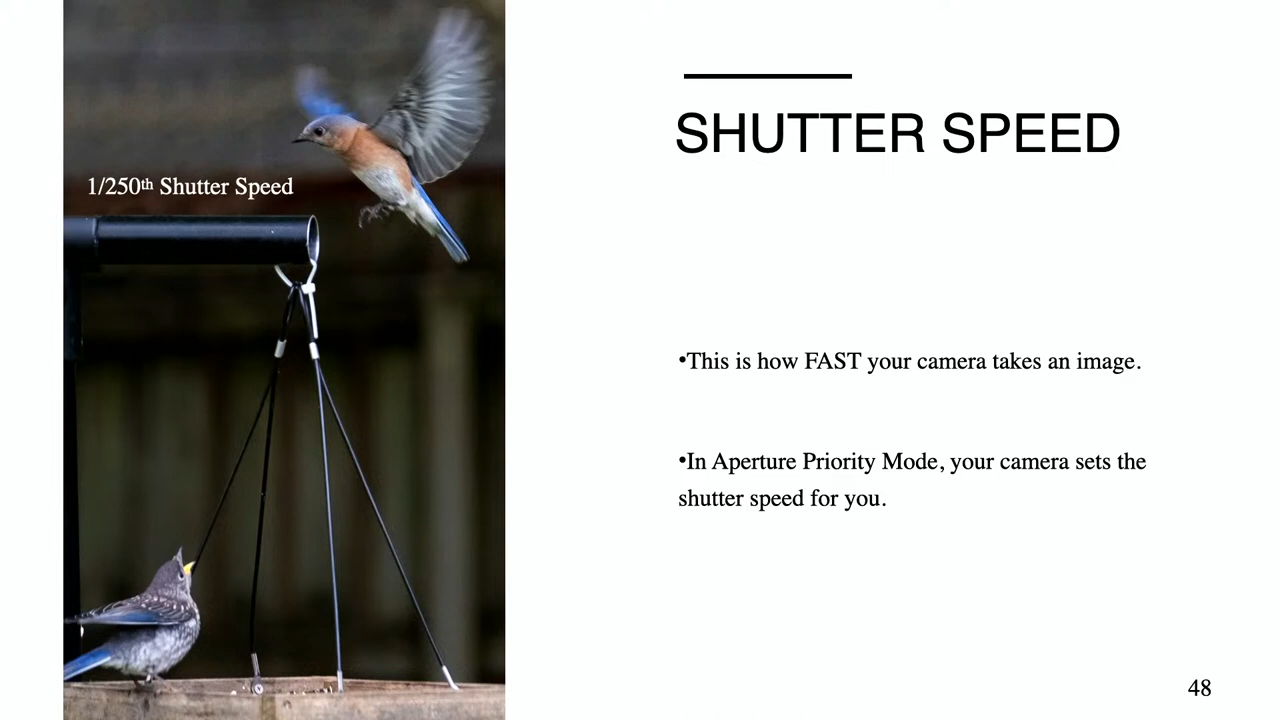 1/250th Shutter Speed
SHUTTER SPEED
•This is how FAST your camera takes an image.
•In Aperture Priority Mode, your camera sets the
shutter speed for you.
48